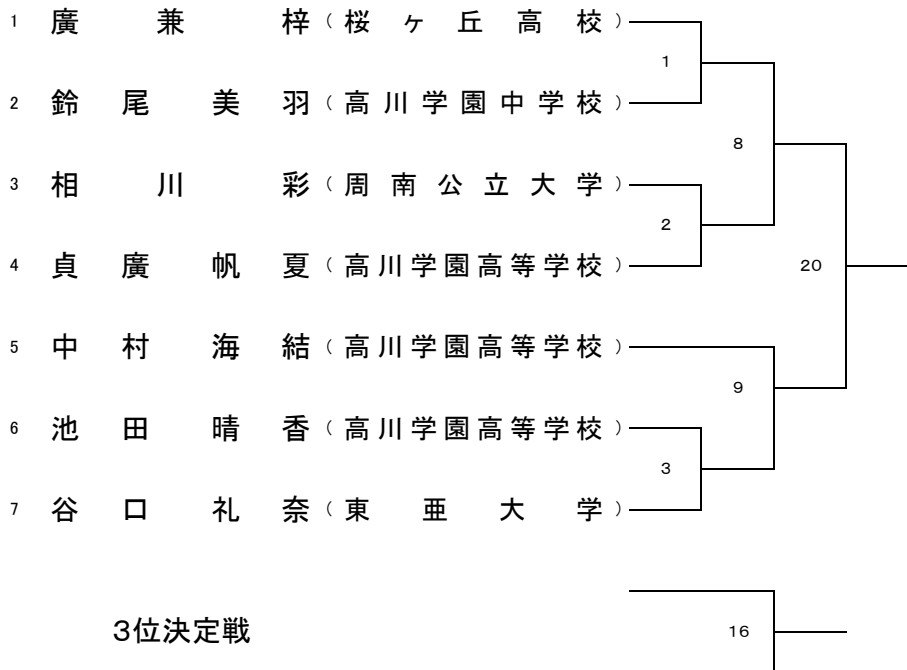 1 廣兼 梓 (桜ヶ丘高校)
1
2 鈴尾 美羽 (高川学園中学校)
8
3 相川 彩 (周南公立大学)
2
4 貞廣 帆夏 (高川学園高等学校) 20
5 中村 海結 (高川学園高等学校)
9
6 池田 晴香 (高川学園高等学校)
3
7 谷口 礼奈 (東亜大学)
3位決定戦 16